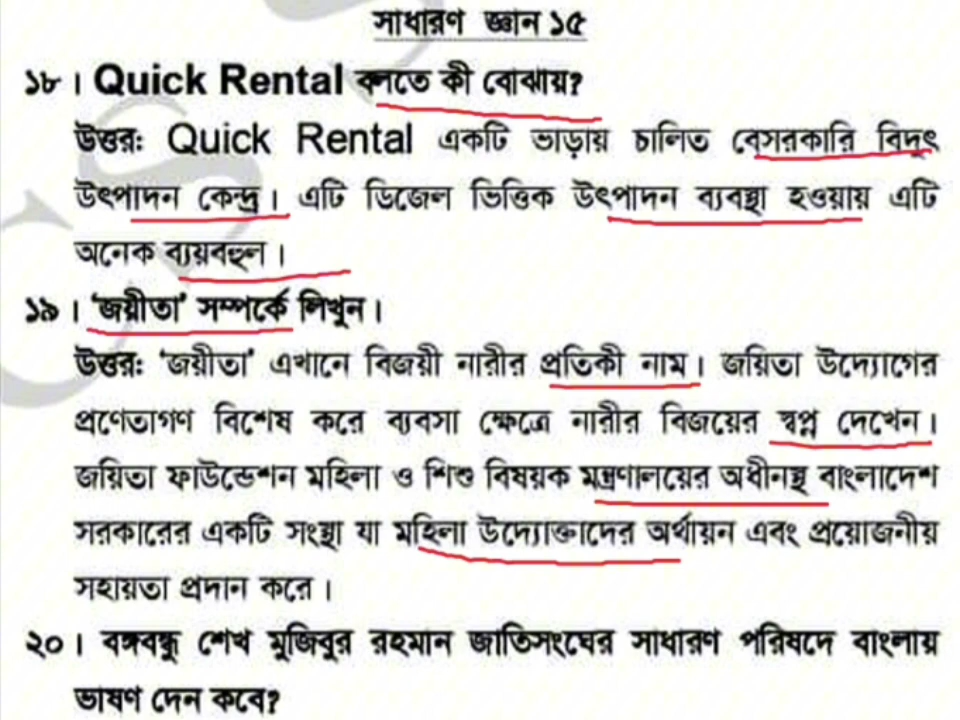 সাধারণ জ্ঞান ১৫
১৮। Quick Rental বলতে কী বোঝায়?
উত্তর: Quick Rental একটি ভাড়ায় চালিত বেসরকারি বিদ্যুৎ
উৎপাদন কেন্দ্র। এটি ডিজেল ভিত্তিক উৎপাদন ব্যবস্থা হওয়ায় এটি
অনেক ব্যয়বহুল।
১৯। ‘জয়ীতা’ সম্পর্কে লিখুন।
উত্তর: ‘জয়ীতা’ এখানে বিজয়ী নারীর প্রতিকী নাম। জয়িতা উদ্যোগের
প্রণেতাগণ বিশেষ করে ব্যবসা ক্ষেত্রে নারীর বিজয়ের স্বপ্ন দেখেন।
জয়িতা ফাউন্ডেশন মহিলা ও শিশু বিষয়ক মন্ত্রণালয়ের অধীনস্থ বাংলাদেশ
সরকারের একটি সংস্থা যা মহিলা উদ্যোক্তাদের অর্থায়ন এবং প্রয়োজনীয়
সহায়তা প্রদান করে।
২০। বঙ্গবন্ধু শেখ মুজিবুর রহমান জাতিসংঘের সাধারণ পরিষদে বাংলায়
ভাষণ দেন কবে?